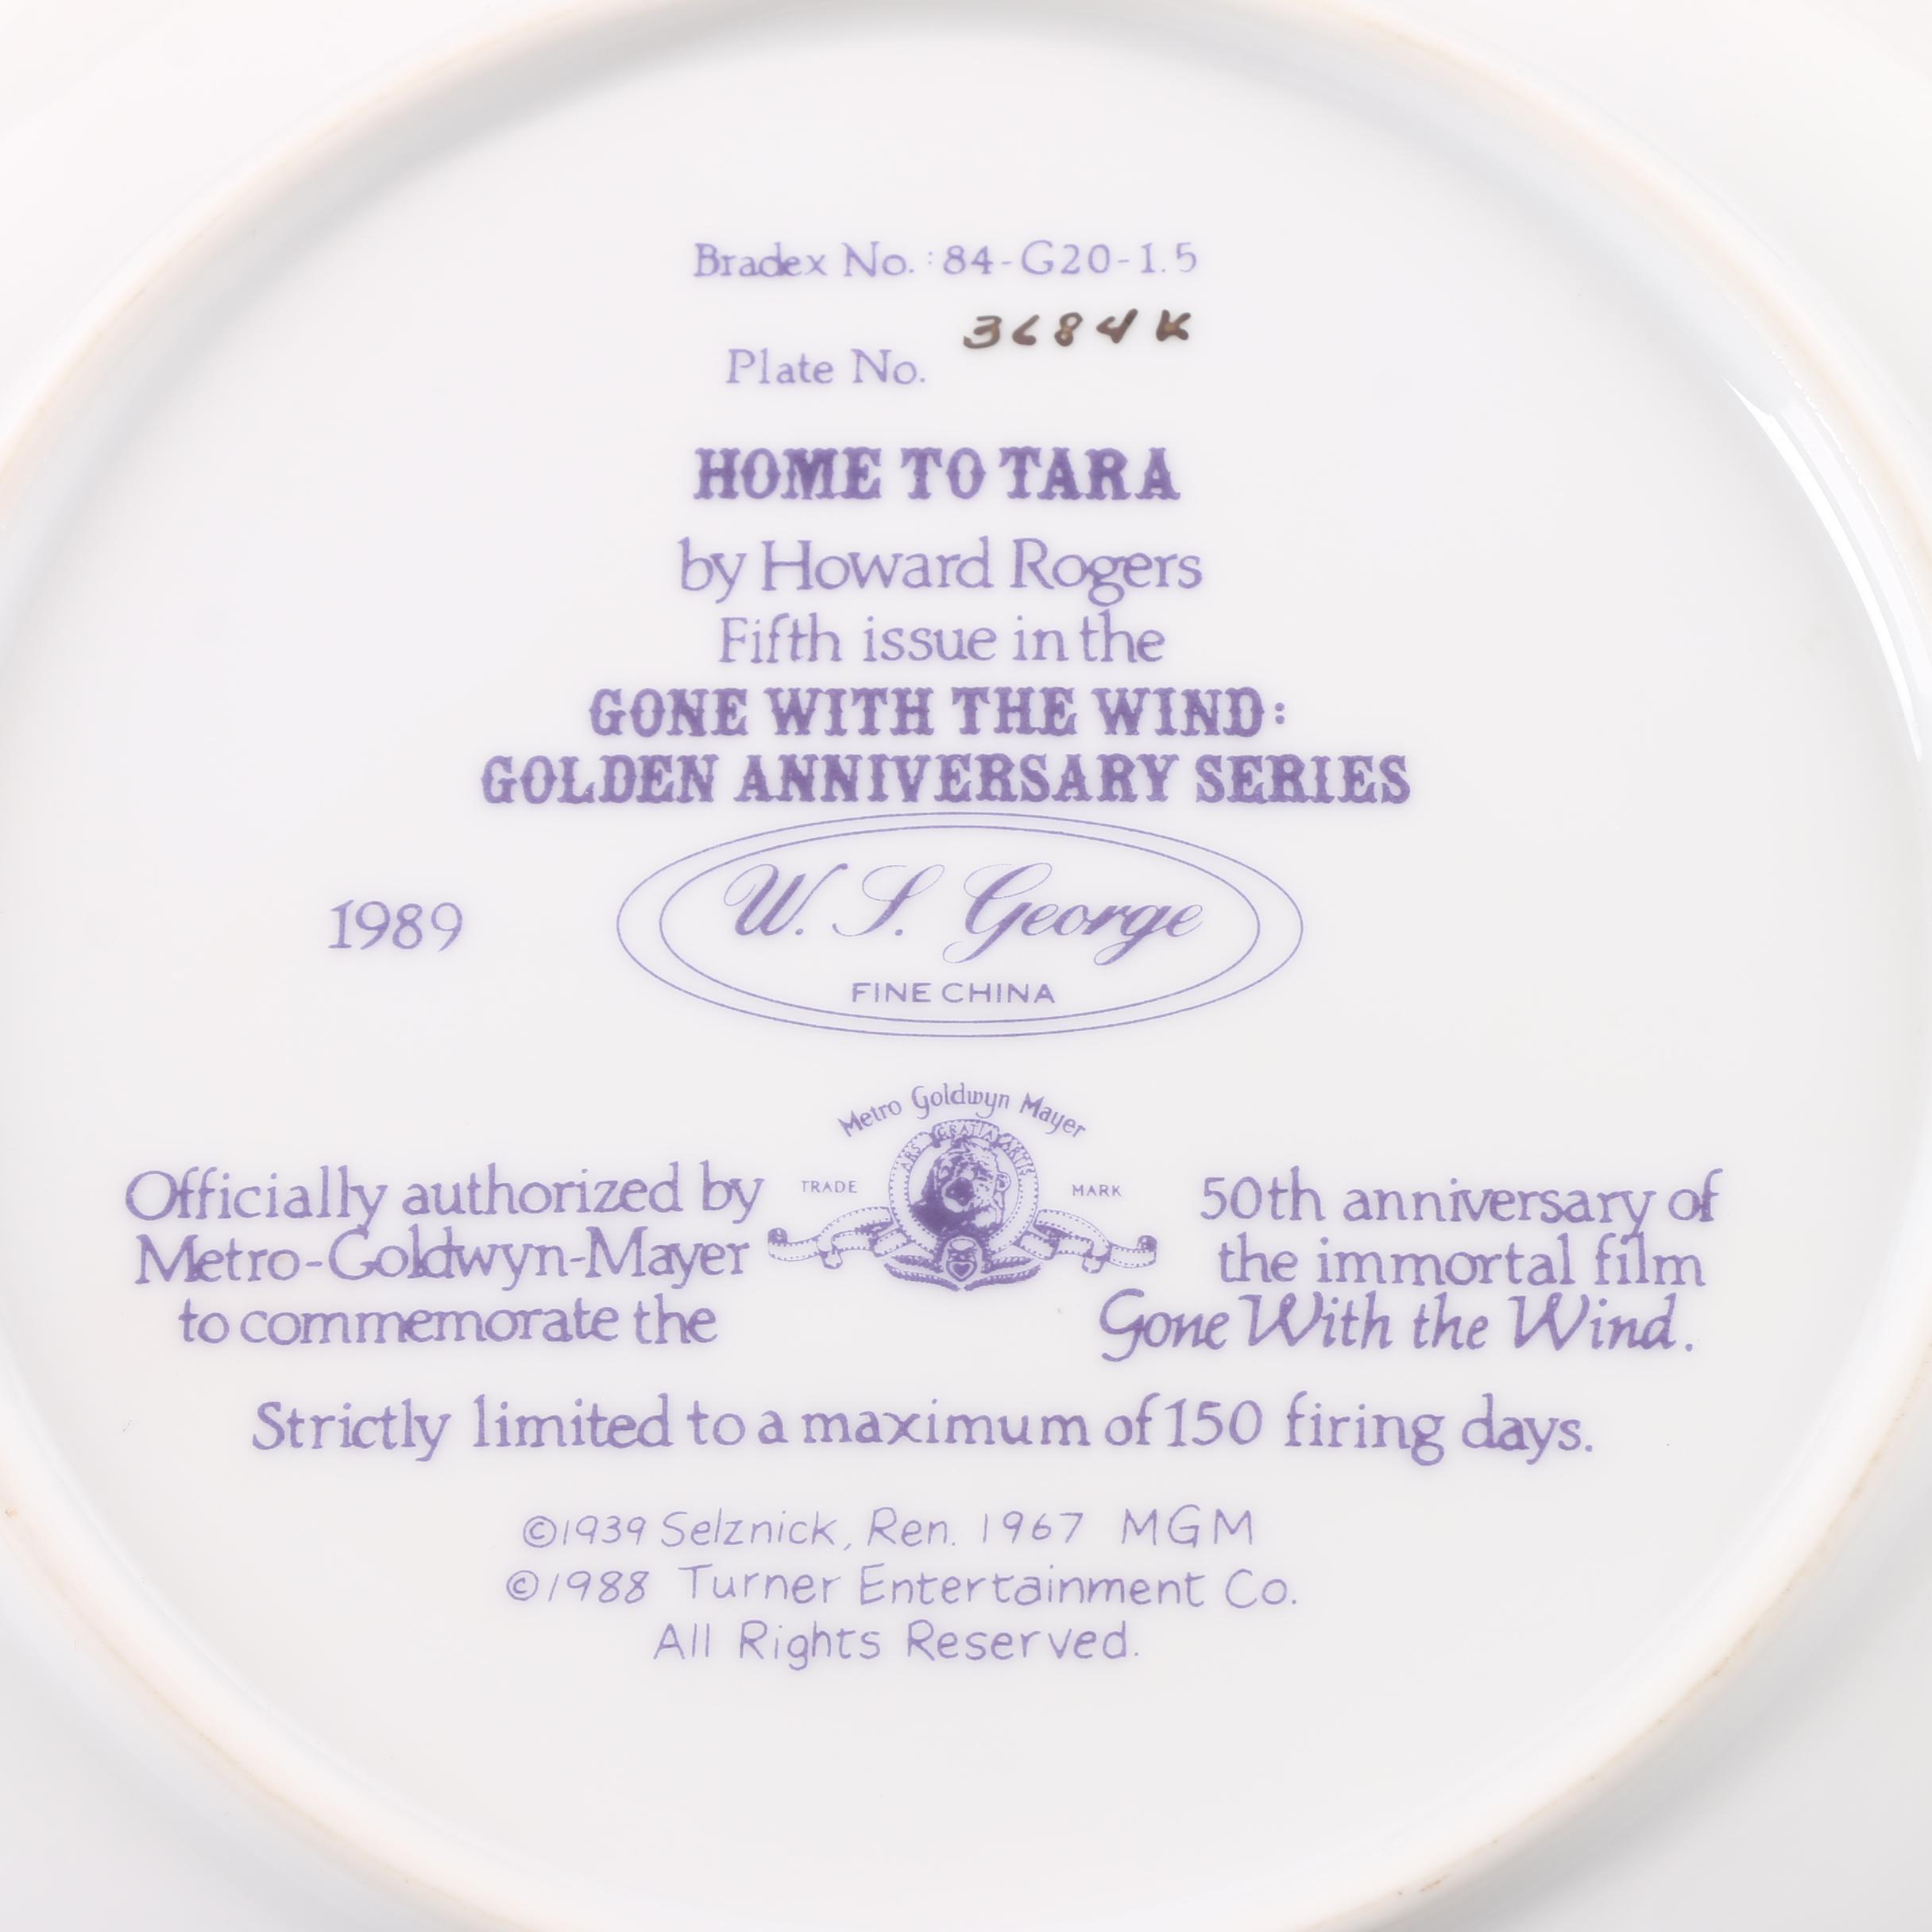 Bradex No.: 84-G20-1.5
3684K
Plate No.
HOME TO TARA
by Howard Rogers
Fifth issue in the
GONE WITH THE WIND:
GOLDEN ANNIVERSARY SERIES
1989
W. S. George
FINE CHINA
Metro Goldwyn Mayer
ARS GRATIA ARTIS
TRADE MARK
Officially authorized by
Metro-Goldwyn-Mayer
to commemorate the
50th anniversary of
the immortal film
Gone With the Wind.
Strictly limited to a maximum of 150 firing days.
©1939 Selznick, Ren. 1967 MGM
©1988 Turner Entertainment Co.
All Rights Reserved.